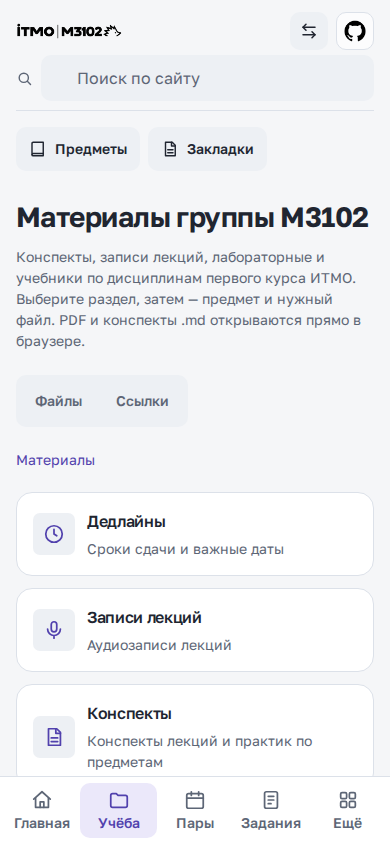 iTMO | M3102
Поиск по сайту
Предметы
Закладки
Материалы группы М3102
Конспекты, записи лекций, лабораторные и
учебники по дисциплинам первого курса ИТМО.
Выберите раздел, затем — предмет и нужный
файл. PDF и конспекты .md открываются прямо в
браузере.
Файлы
Ссылки
Материалы
Дедлайны
Сроки сдачи и важные даты
Записи лекций
Аудиозаписи лекций
Конспекты
Конспекты лекций и практик по
предметам
Главная
Учёба
Пары
Задания
Ещё